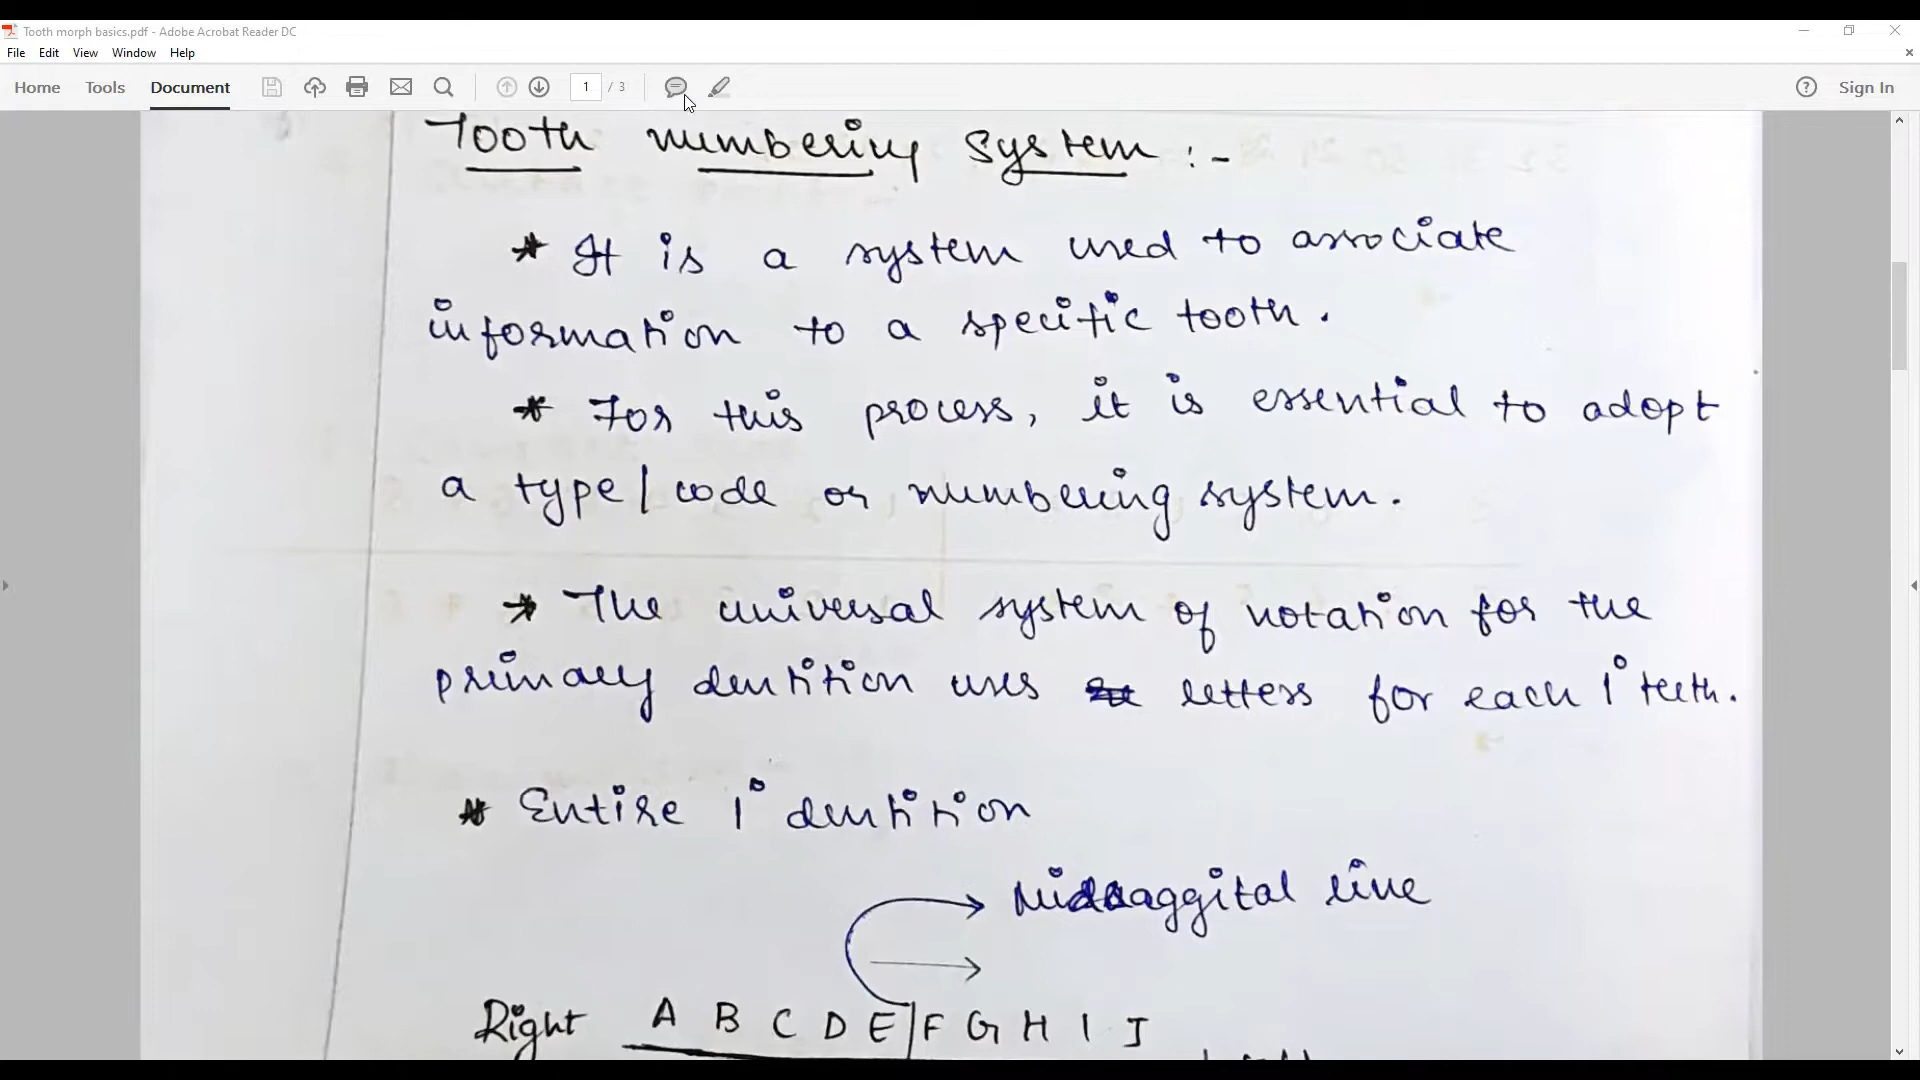 Tooth morph basics.pdf - Adobe Acrobat Reader DC
File Edit View Window Help
Home Tools Document 1 / 3 Sign In
Tooth numbering system :-
* It is a system used to associate
information to a specific tooth.
* For this process, it is essential to adopt
a type/code or numbering system.
* The universal system of notation for the
primary dentition uses letters for each 1° teeth.
* Entire 1° dentition
Midsaggital line
Right A B C D E | F G H I J